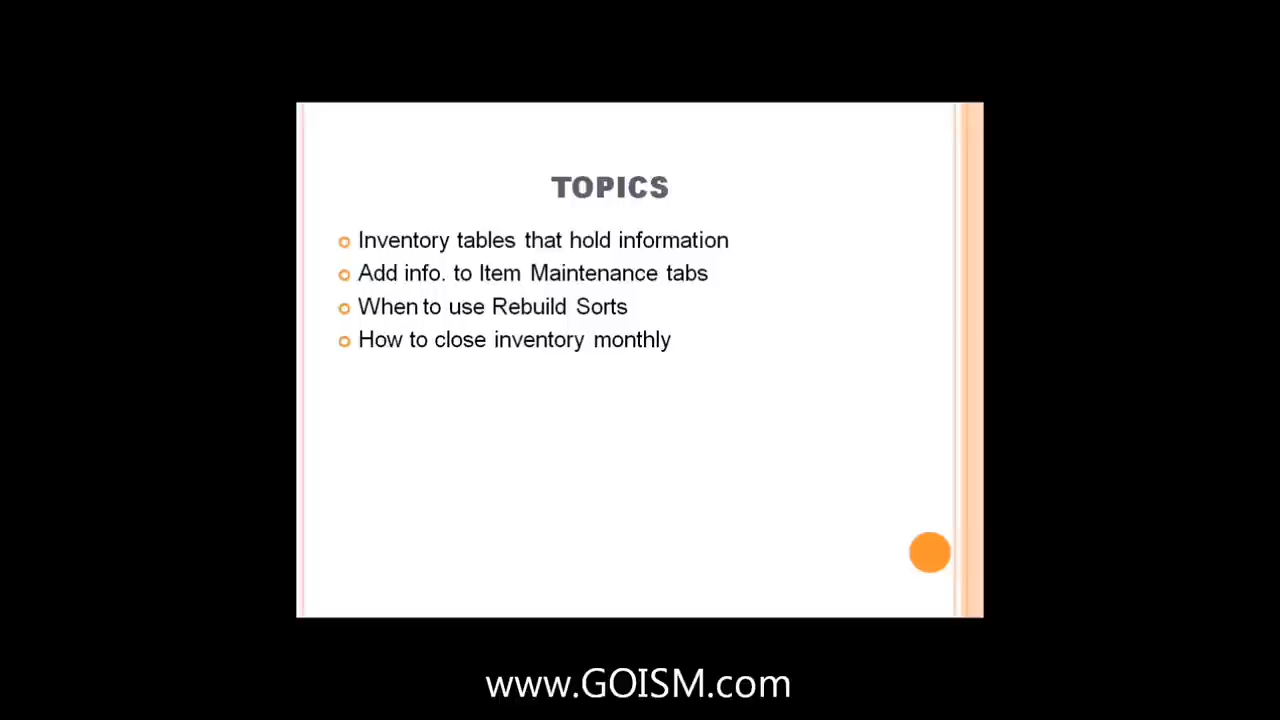 TOPICS
Inventory tables that hold information
Add info. to Item Maintenance tabs
When to use Rebuild Sorts
How to close inventory monthly
www.GOISM.com